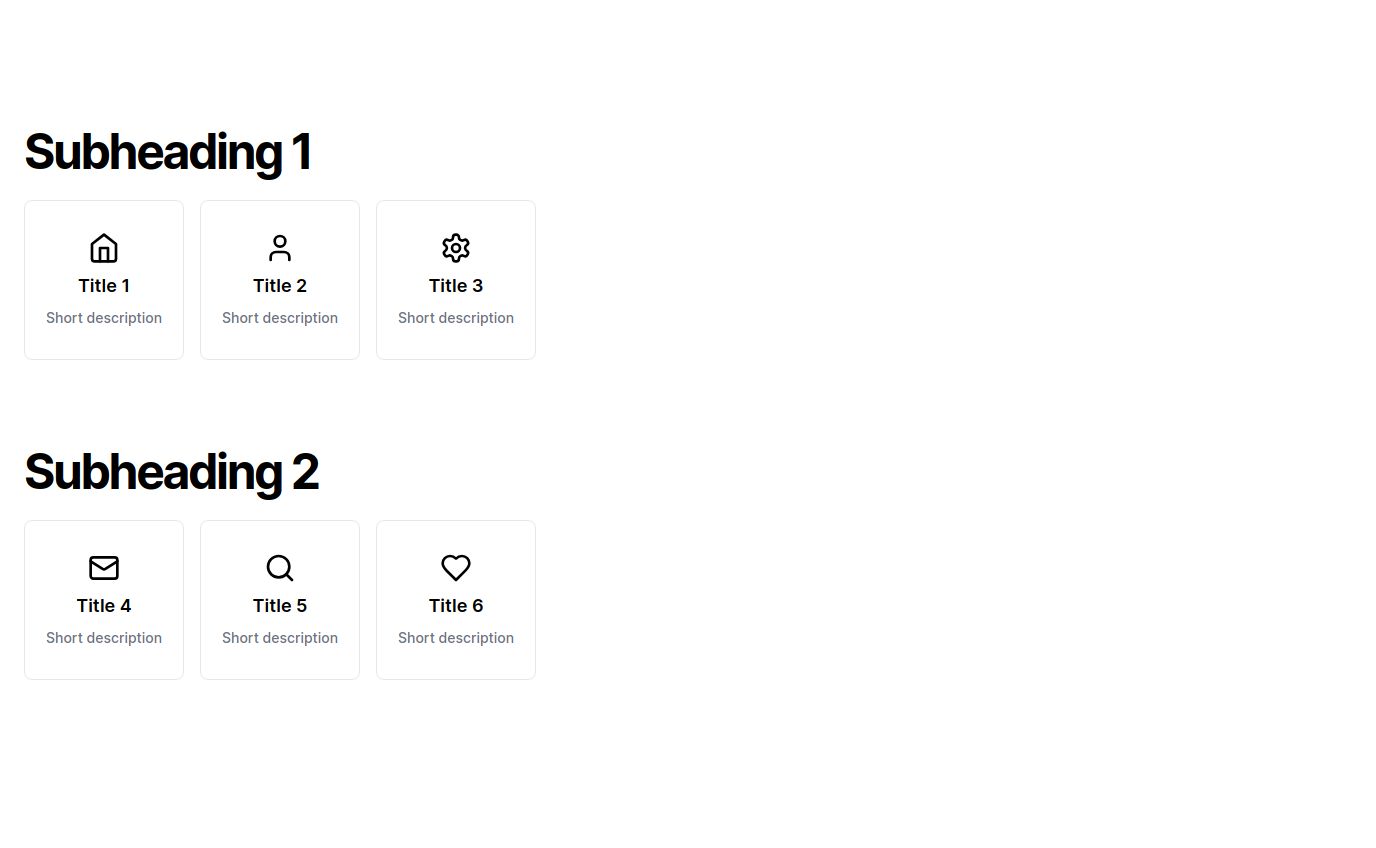 Subheading 1
Title 1
Short description
Title 2
Short description
Title 3
Short description
Subheading 2
Title 4
Short description
Title 5
Short description
Title 6
Short description